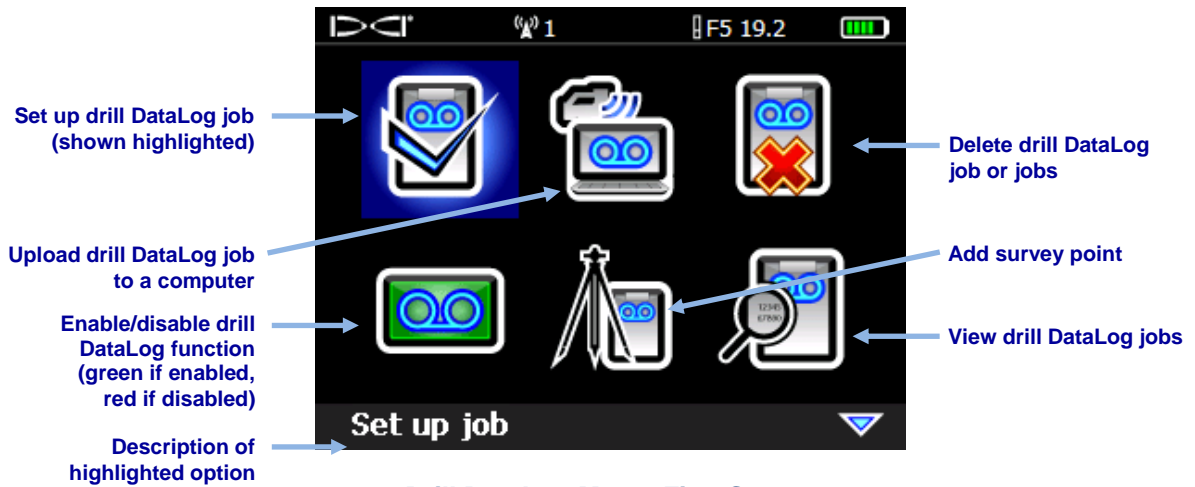 DCI
1
F5 19.2
Set up drill DataLog job
(shown highlighted)
Delete drill DataLog
job or jobs
Upload drill DataLog job
to a computer
Add survey point
Enable/disable drill
DataLog function
(green if enabled,
red if disabled)
12345
67890
View drill DataLog jobs
Set up job
Description of
highlighted option